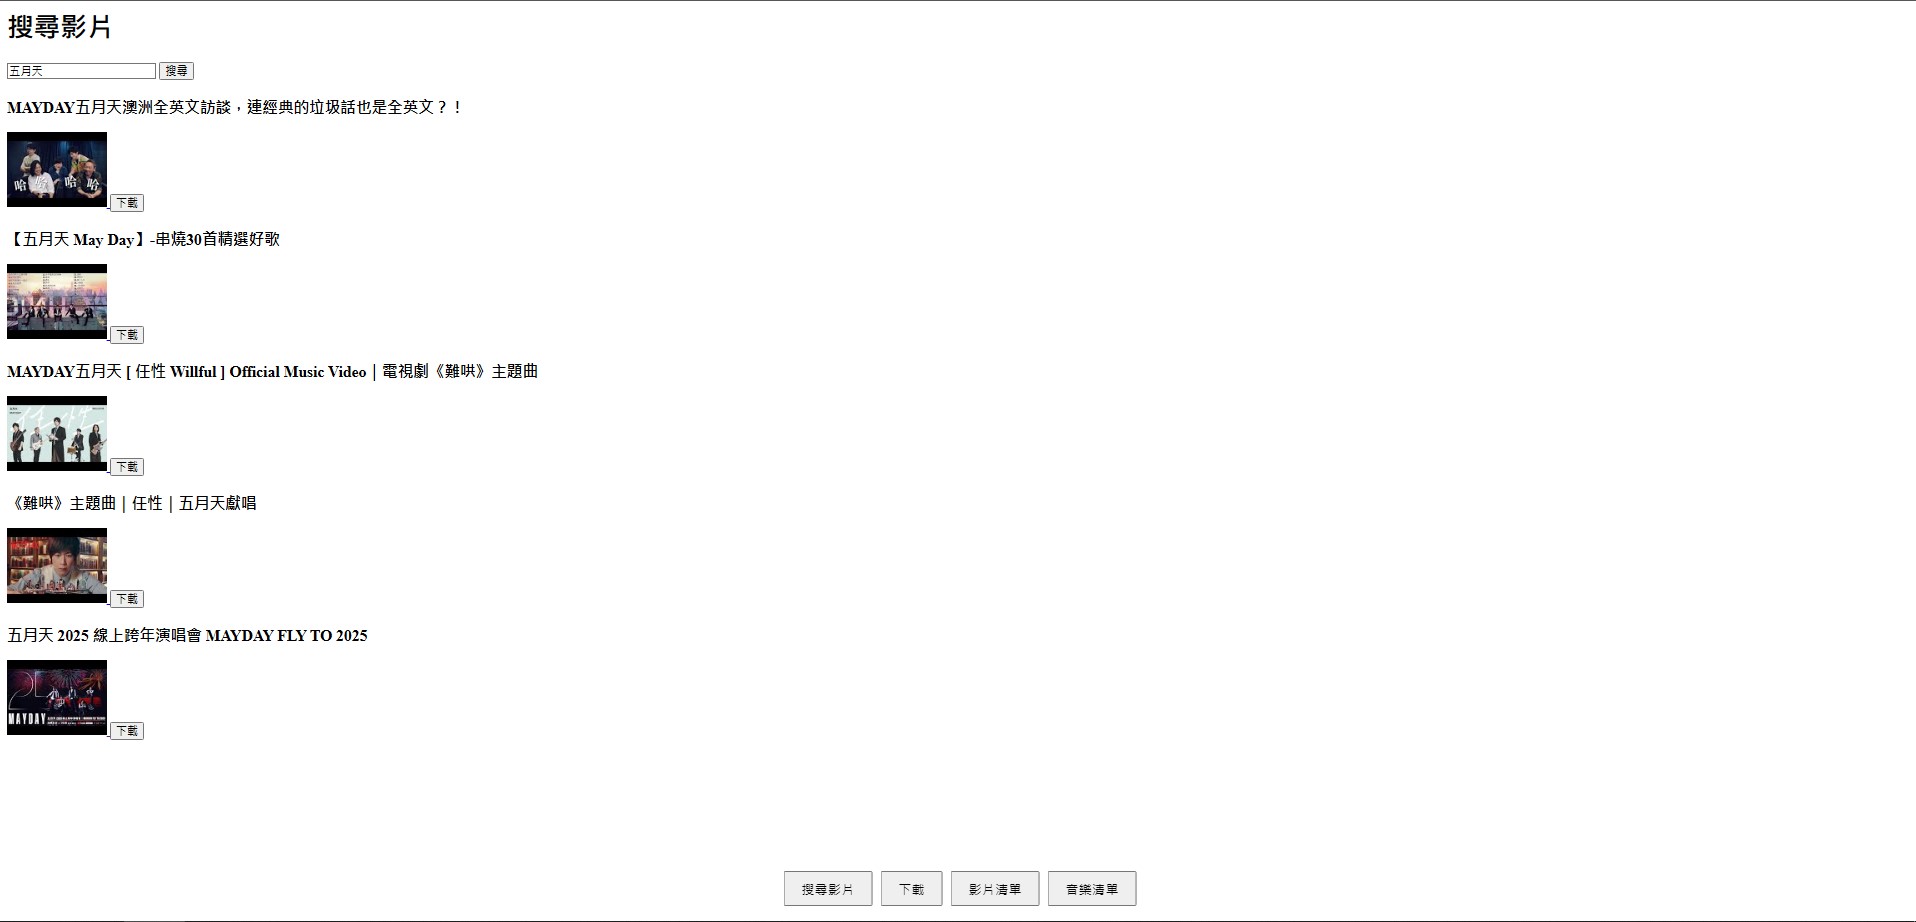 搜尋影片
五月天 搜尋
MAYDAY五月天澳洲全英文訪談，連經典的垃圾話也是全英文？！
哈 哈 哈 哈
下載
【五月天 May Day】-串燒30首精選好歌
下載
MAYDAY五月天 [ 任性 Willful ] Official Music Video｜電視劇《難哄》主題曲
任性
下載
《難哄》主題曲｜任性｜五月天獻唱
下載
五月天 2025 線上跨年演唱會 MAYDAY FLY TO 2025
MAYDAY
下載
搜尋影片 下載 影片清單 音樂清單